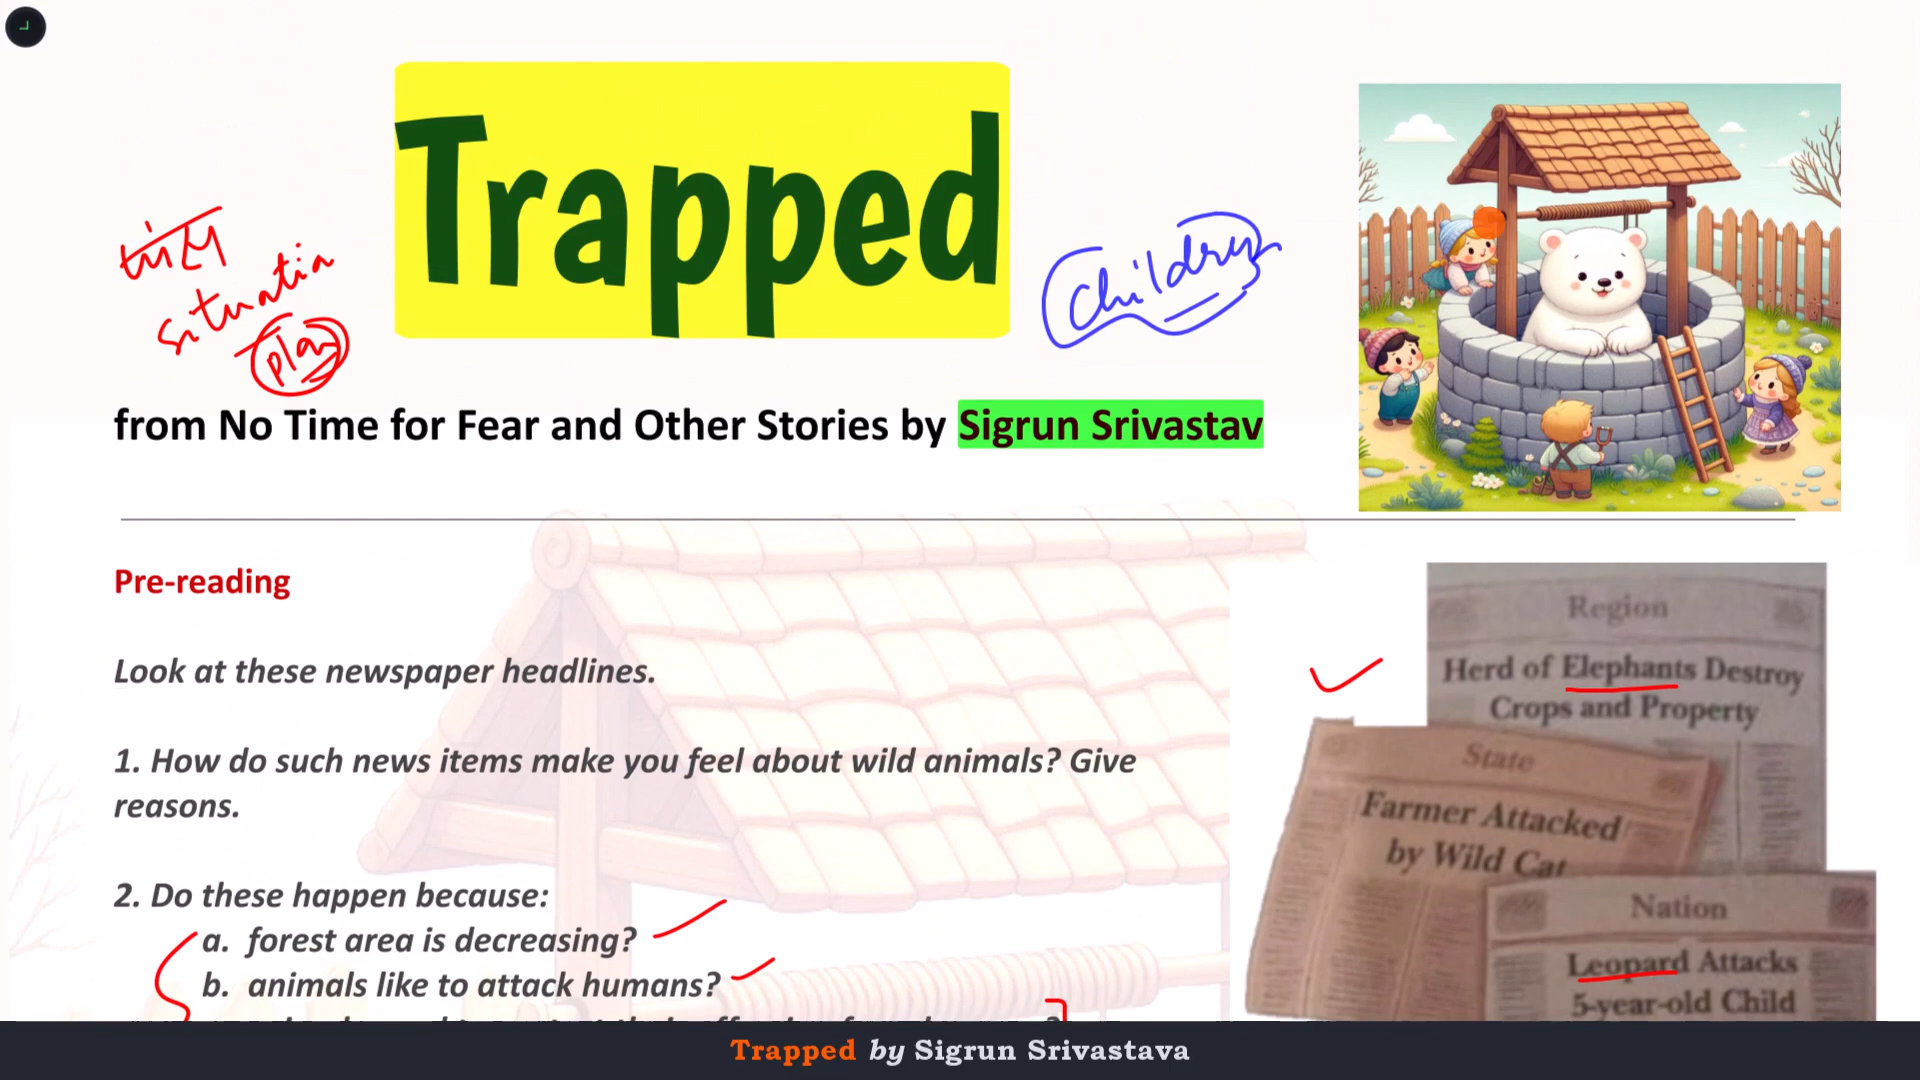 Trapped
situatia
plan
Children
from No Time for Fear and Other Stories by Sigrun Srivastav
Pre-reading
Look at these newspaper headlines.
1. How do such news items make you feel about wild animals? Give
reasons.
2. Do these happen because:
a. forest area is decreasing?
b. animals like to attack humans?
Region
Herd of Elephants Destroy
Crops and Property
State
Farmer Attacked
by Wild Cat
Nation
Leopard Attacks
5-year-old Child
Trapped by Sigrun Srivastava